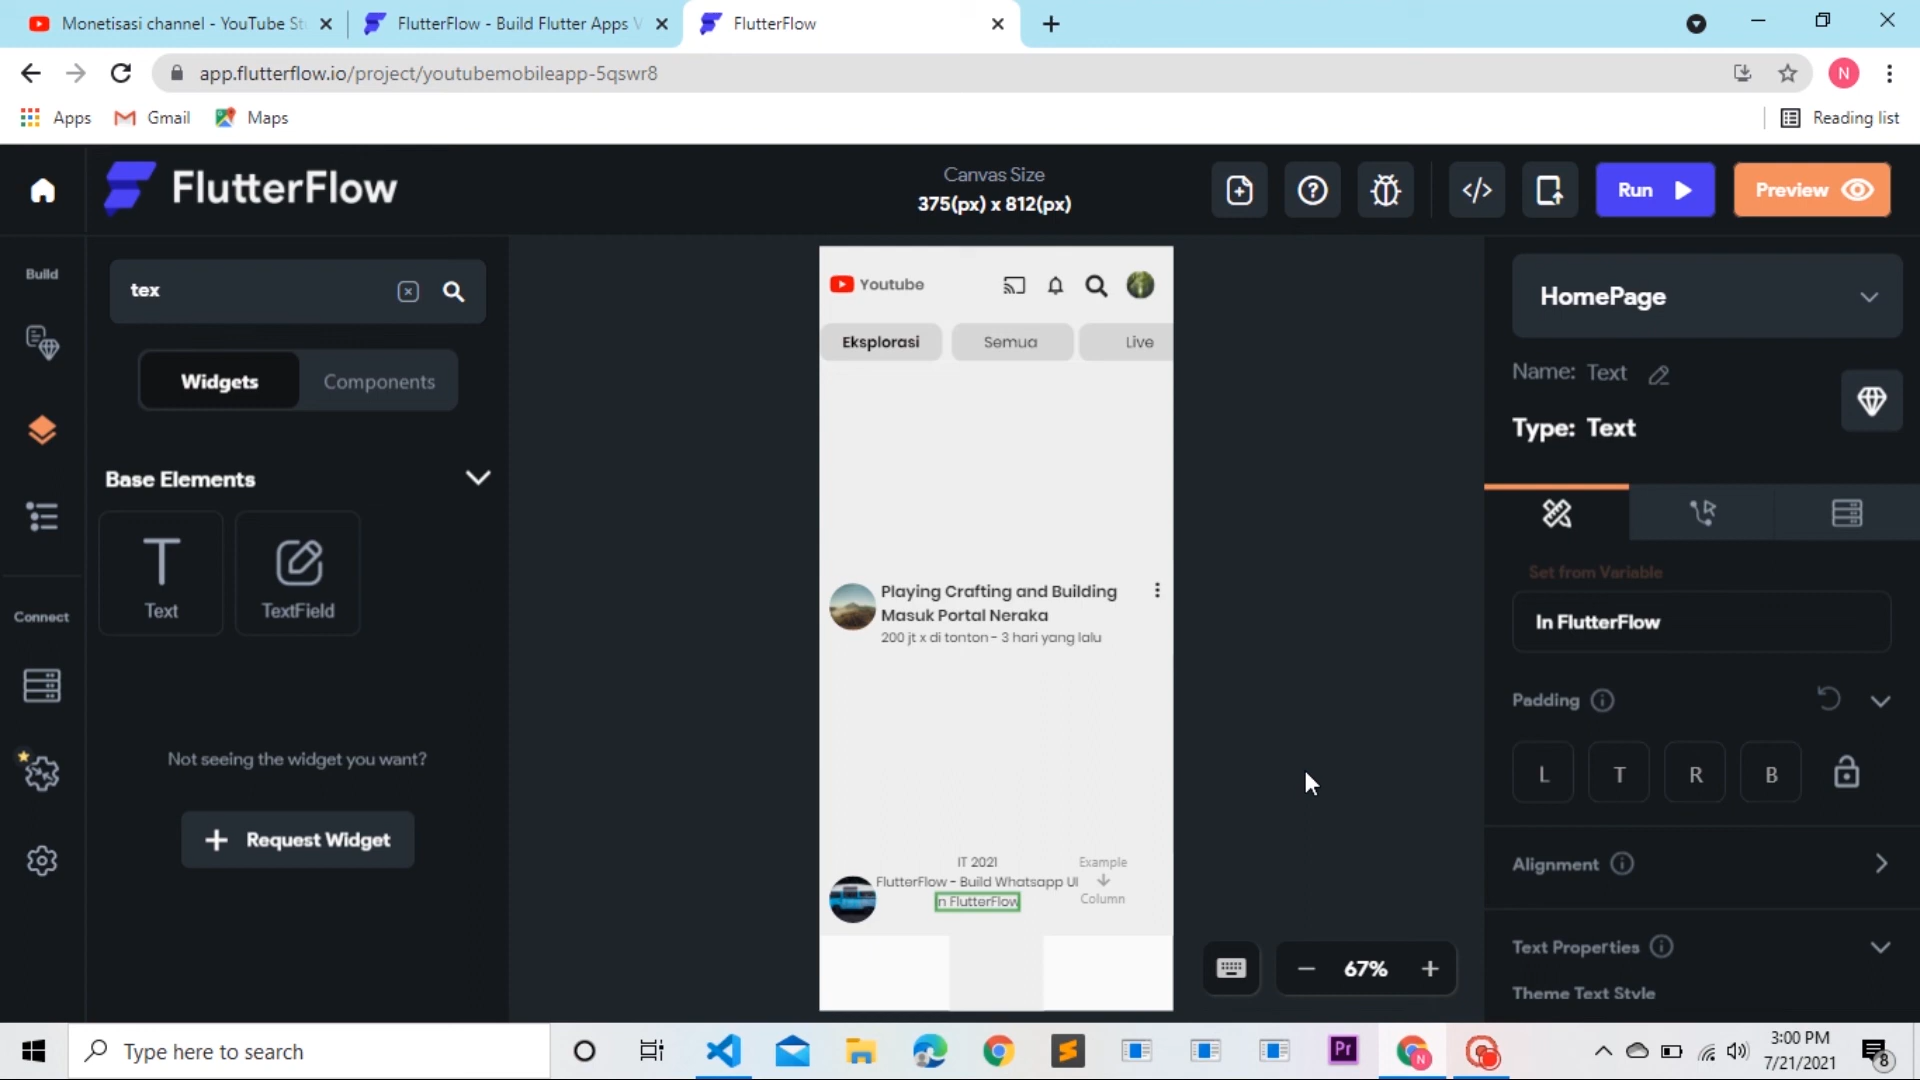 Monetisasi channel - YouTube St
FlutterFlow - Build Flutter Apps V
FlutterFlow
app.flutterflow.io/project/youtubemobileapp-5qswr8
N
Apps
Gmail
Maps
Reading list
FlutterFlow
Canvas Size
375(px) x 812(px)
Run
Preview
Build
tex
Widgets
Components
Base Elements
Text
TextField
Connect
Not seeing the widget you want?
Request Widget
Youtube
Eksplorasi
Semua
Live
Playing Crafting and Building
Masuk Portal Neraka
200 jt x di tonton - 3 hari yang lalu
IT 2021
FlutterFlow - Build Whatsapp UI
In FlutterFlow
Example
Column
67%
HomePage
Name: Text
Type: Text
Set from Variable
In FlutterFlow
Padding
L
T
R
B
Alignment
Text Properties
Theme Text Style
Type here to search
Pr
N
3:00 PM
7/21/2021
8